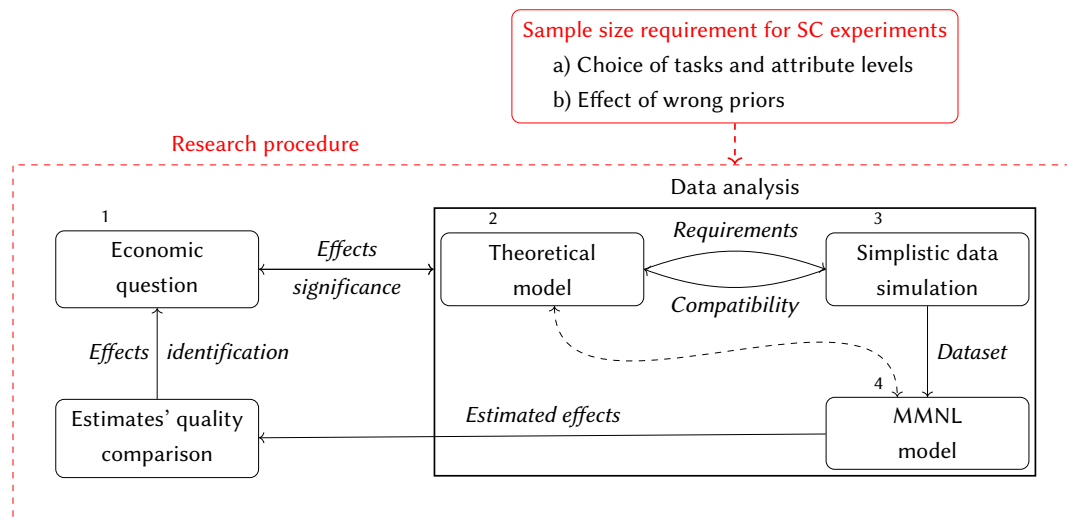 Sample size requirement for SC experiments
a) Choice of tasks and attribute levels
b) Effect of wrong priors
Research procedure
Data analysis
1
Economic
question
Effects
significance
2
Theoretical
model
Requirements
Compatibility
3
Simplistic data
simulation
Effects identification
Dataset
Estimates’ quality
comparison
Estimated effects
4
MMNL
model